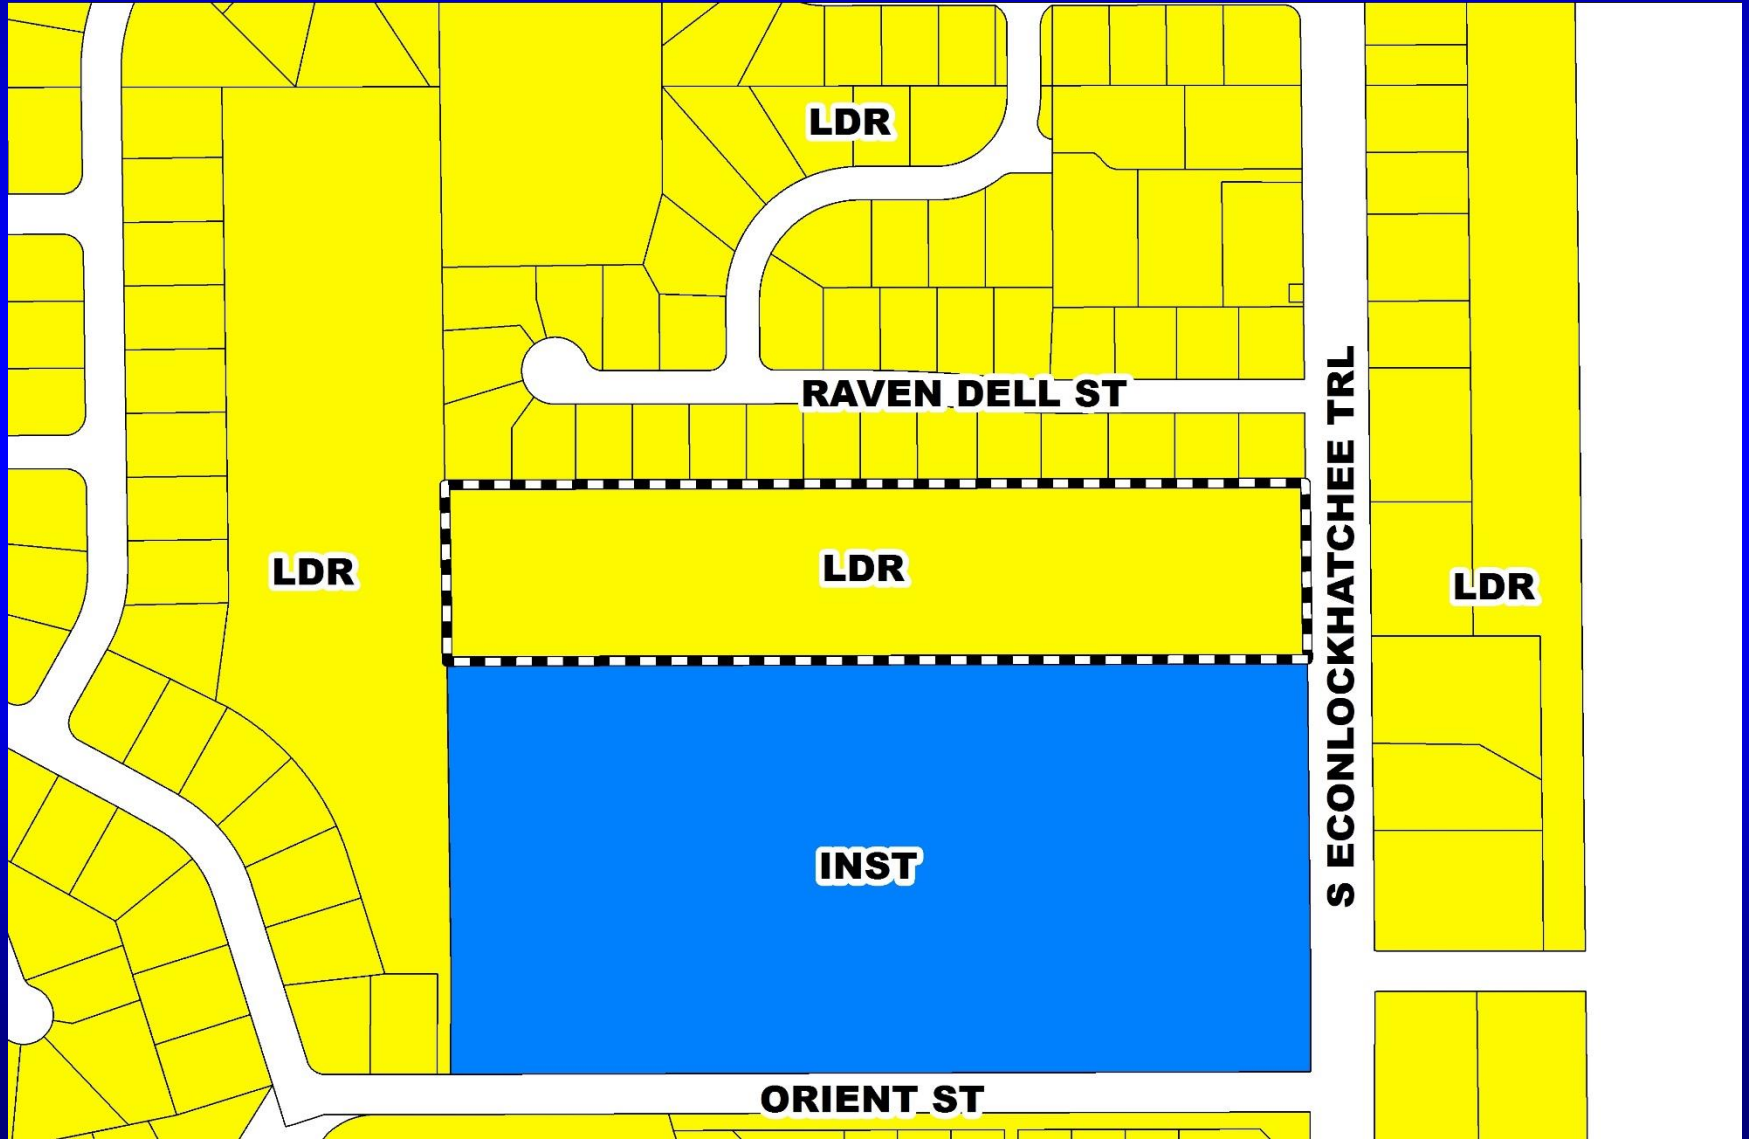 LDR
RAVEN DELL ST
S ECONLOCKHATCHEE TRL
LDR
LDR
LDR
INST
ORIENT ST